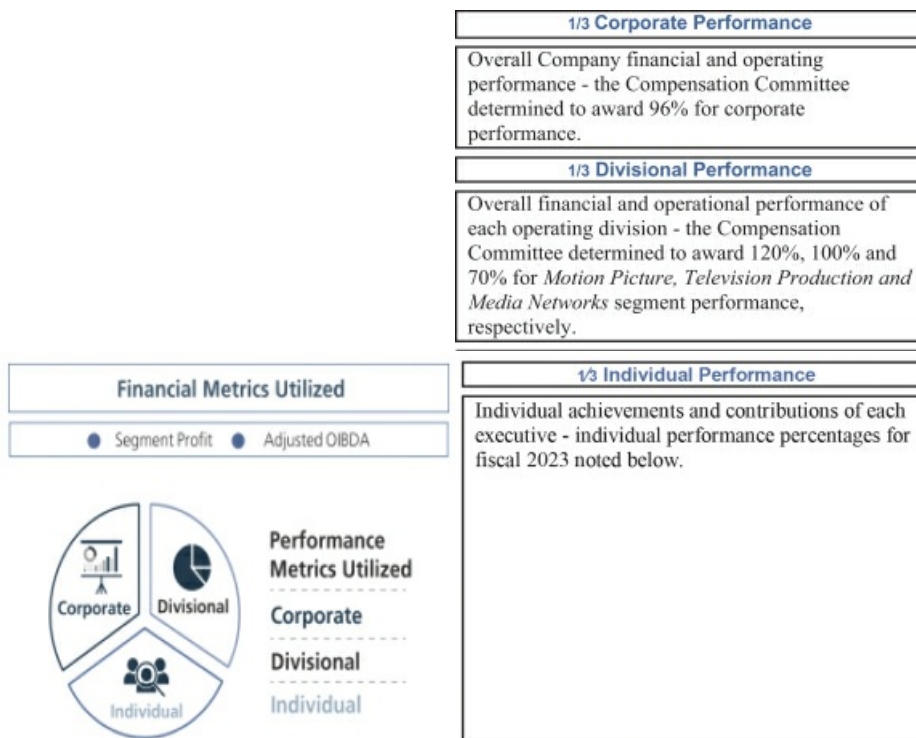 1/3 Corporate Performance
Overall Company financial and operating
performance - the Compensation Committee
determined to award 96% for corporate
performance.
1/3 Divisional Performance
Overall financial and operational performance of
each operating division - the Compensation
Committee determined to award 120%, 100% and
70% for Motion Picture, Television Production and
Media Networks segment performance,
respectively.
1/3 Individual Performance
Individual achievements and contributions of each
executive - individual performance percentages for
fiscal 2023 noted below.
Financial Metrics Utilized
Segment Profit Adjusted OIBDA
Corporate
Divisional
Individual
Performance
Metrics Utilized
Corporate
Divisional
Individual